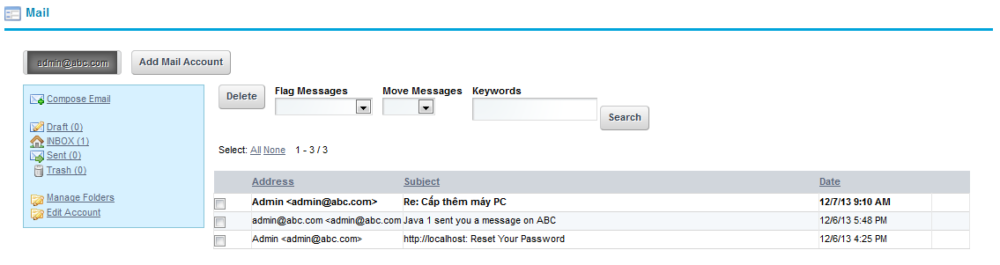 Mail
admin@abc.com Add Mail Account
Compose Email
Draft (0)
INBOX (1)
Sent (0)
Trash (0)
Manage Folders
Edit Account
Delete Flag Messages Move Messages Keywords
Search
Select: All None 1 - 3 / 3
Address Subject Date
Admin <admin@abc.com> Re: Cấp thêm máy PC 12/7/13 9:10 AM
admin@abc.com <admin@abc.com Java 1 sent you a message on ABC 12/6/13 5:48 PM
Admin <admin@abc.com> http://localhost: Reset Your Password 12/6/13 4:25 PM